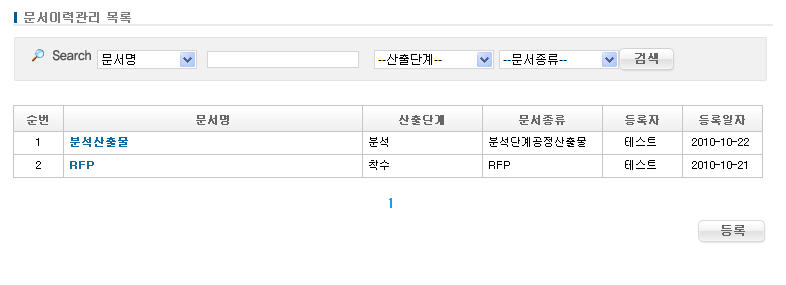 문서이력관리 목록
Search 문서명 --산출단계-- --문서종류-- 검색
순번 문서명 산출단계 문서종류 등록자 등록일자
1 분석산출물 분석 분석단계공정산출물 테스트 2010-10-22
2 RFP 착수 RFP 테스트 2010-10-21
1
등록